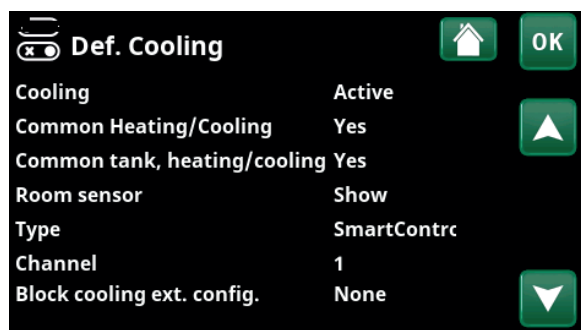 Def. Cooling
OK
Cooling Active
Common Heating/Cooling Yes
Common tank, heating/cooling Yes
Room sensor Show
Type SmartContrc
Channel 1
Block cooling ext. config. None